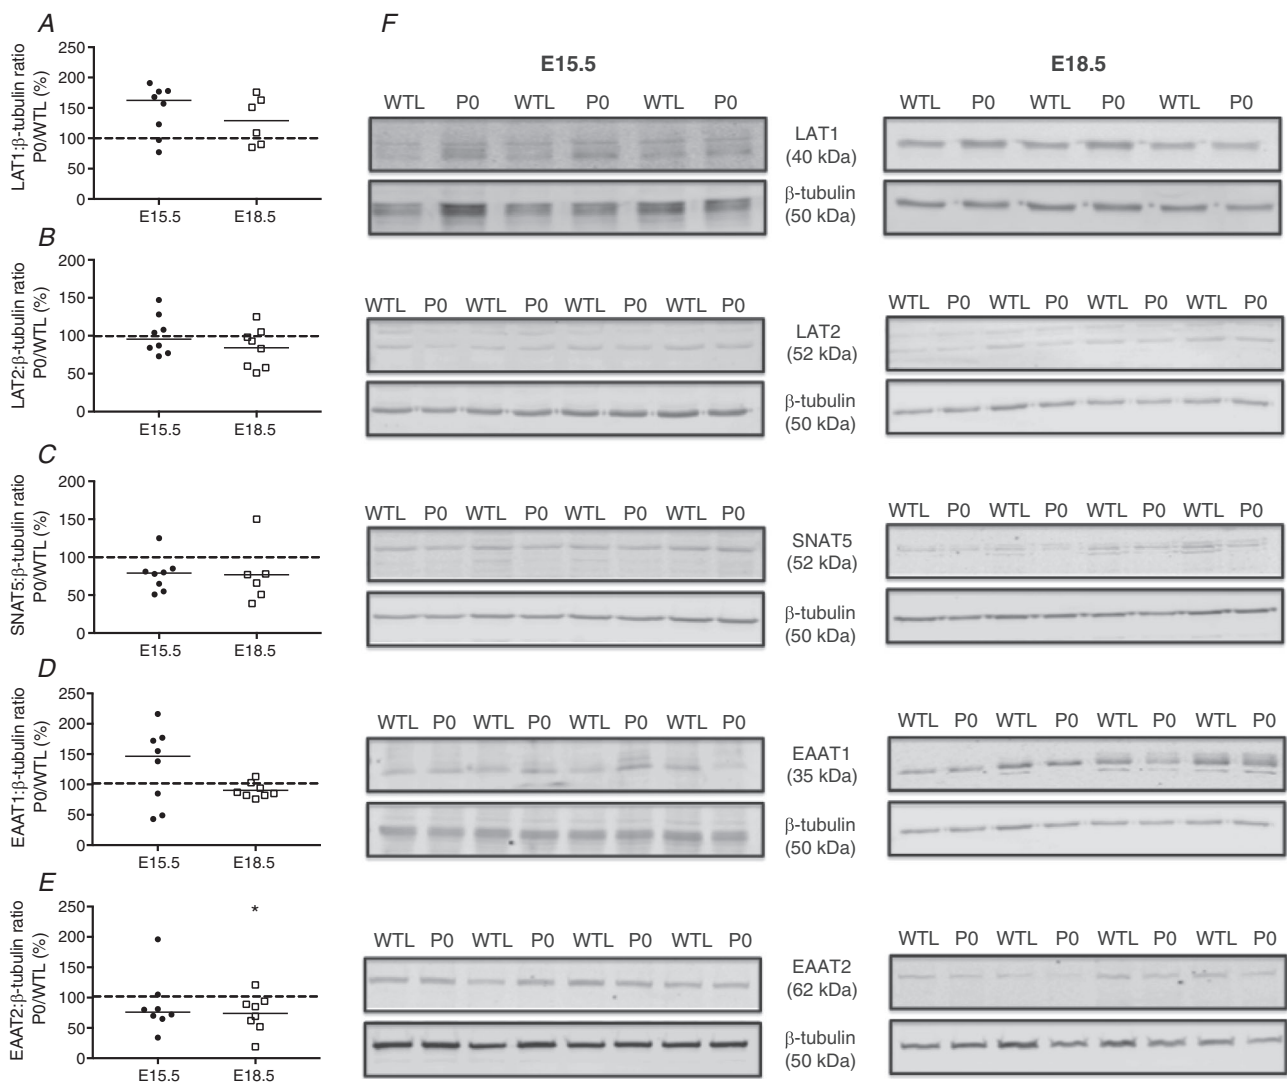 A
LAT1:β-tubulin ratio
P0/WTL (%)
250
200
150
100
50
0
E15.5
E18.5
B
LAT2:β-tubulin ratio
P0/WTL (%)
200
150
100
50
0
E15.5
E18.5
C
SNAT5:β-tubulin ratio
P0/WTL (%)
200
150
100
50
0
E15.5
E18.5
D
EAAT1:β-tubulin ratio
P0/WTL (%)
250
200
150
100
50
0
E15.5
E18.5
E
EAAT2:β-tubulin ratio
P0/WTL (%)
250
200
150
100
50
0
*
E15.5
E18.5
F
E15.5
E18.5
WTL P0 WTL P0 WTL P0
LAT1
(40 kDa)
WTL P0 WTL P0 WTL P0
β-tubulin
(50 kDa)
WTL P0 WTL P0 WTL P0 WTL P0
LAT2
(52 kDa)
WTL P0 WTL P0 WTL P0 WTL P0
β-tubulin
(50 kDa)
WTL P0 WTL P0 WTL P0 WTL P0
SNAT5
(52 kDa)
WTL P0 WTL P0 WTL P0 WTL P0
β-tubulin
(50 kDa)
WTL P0 WTL P0 WTL P0 WTL P0
EAAT1
(35 kDa)
WTL P0 WTL P0 WTL P0 WTL P0
β-tubulin
(50 kDa)
WTL P0 WTL P0 WTL P0 WTL P0
EAAT2
(62 kDa)
WTL P0 WTL P0 WTL P0 WTL P0
β-tubulin
(50 kDa)